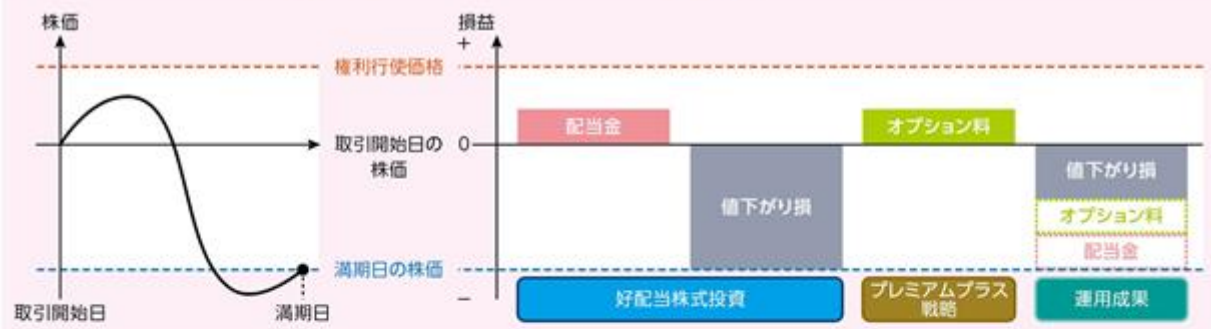 株価
損益
+
権利行使価格
配当金
オプション料
取引開始日の
株価
0
値下がり損
値下がり損
オプション料
配当金
満期日の株価
−
取引開始日
満期日
好配当株式投資
プレミアムプラス
戦略
運用成果